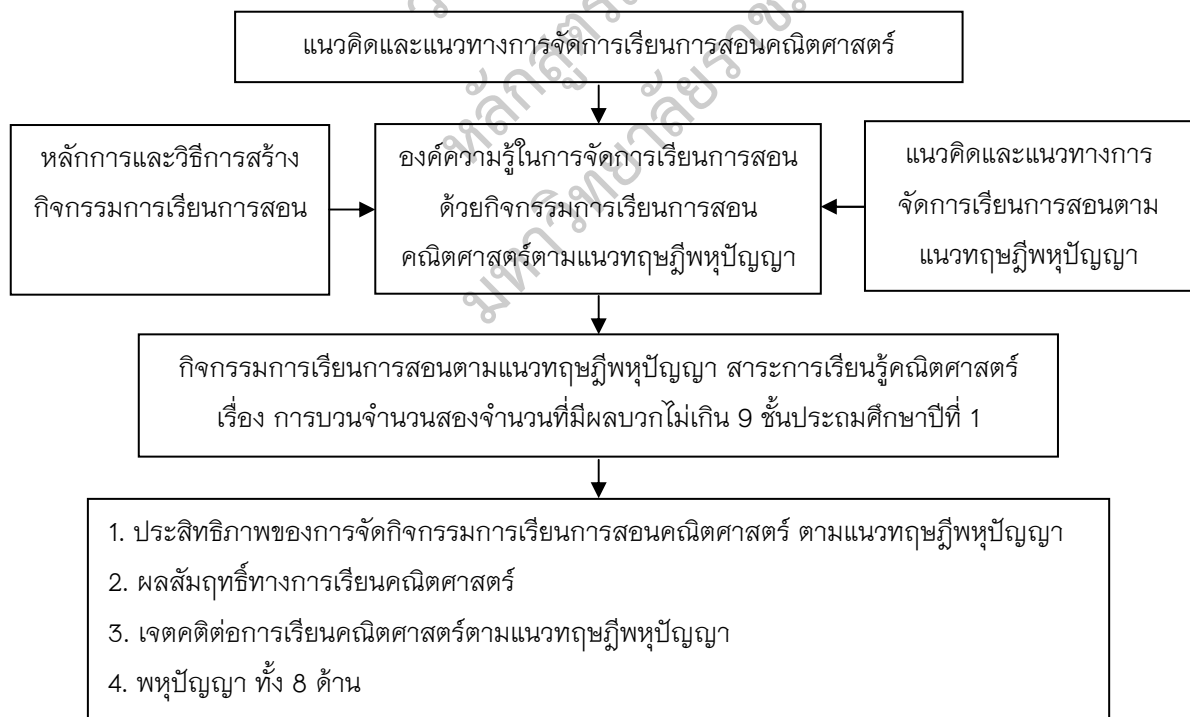 แนวคิดและแนวทางการจัดการเรียนการสอนคณิตศาสตร์
หลักการและวิธีการสร้าง
กิจกรรมการเรียนการสอน
องค์ความรู้ในการจัดการเรียนการสอน
ด้วยกิจกรรมการเรียนการสอน
คณิตศาสตร์ตามแนวทฤษฎีพหุปัญญา
แนวคิดและแนวทางการ
จัดการเรียนการสอนตาม
แนวทฤษฎีพหุปัญญา
กิจกรรมการเรียนการสอนตามแนวทฤษฎีพหุปัญญา สาระการเรียนรู้คณิตศาสตร์
เรื่อง การบวนจำนวนสองจำนวนที่มีผลบวกไม่เกิน 9 ชั้นประถมศึกษาปีที่ 1
1. ประสิทธิภาพของการจัดกิจกรรมการเรียนการสอนคณิตศาสตร์ ตามแนวทฤษฎีพหุปัญญา
2. ผลสัมฤทธิ์ทางการเรียนคณิตศาสตร์
3. เจตคติต่อการเรียนคณิตศาสตร์ตามแนวทฤษฎีพหุปัญญา
4. พหุปัญญา ทั้ง 8 ด้าน
หลักสูตร
มหาวิทยาลัยราช